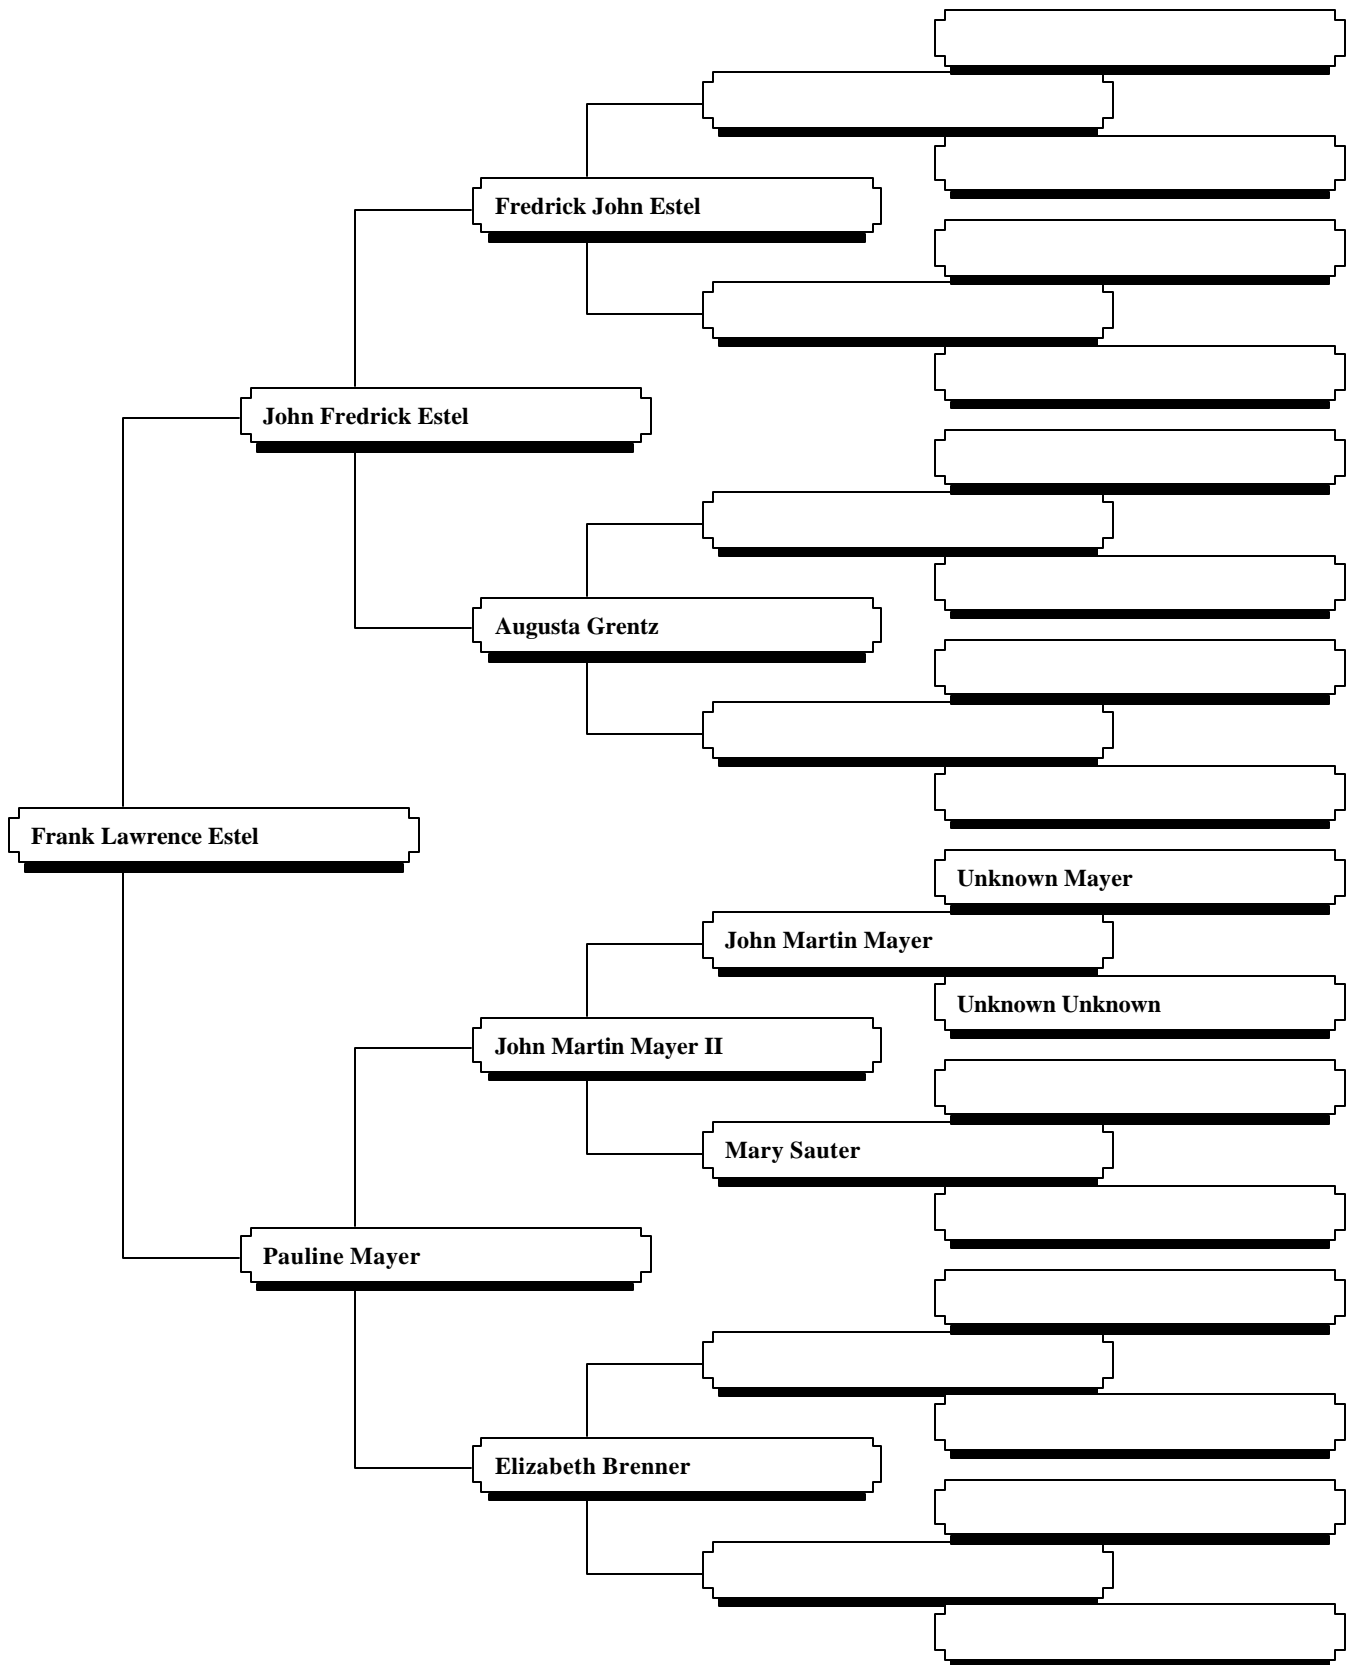 Fredrick John Estel
John Fredrick Estel
Augusta Grentz
Frank Lawrence Estel
Unknown Mayer
John Martin Mayer
Unknown Unknown
John Martin Mayer II
Mary Sauter
Pauline Mayer
Elizabeth Brenner